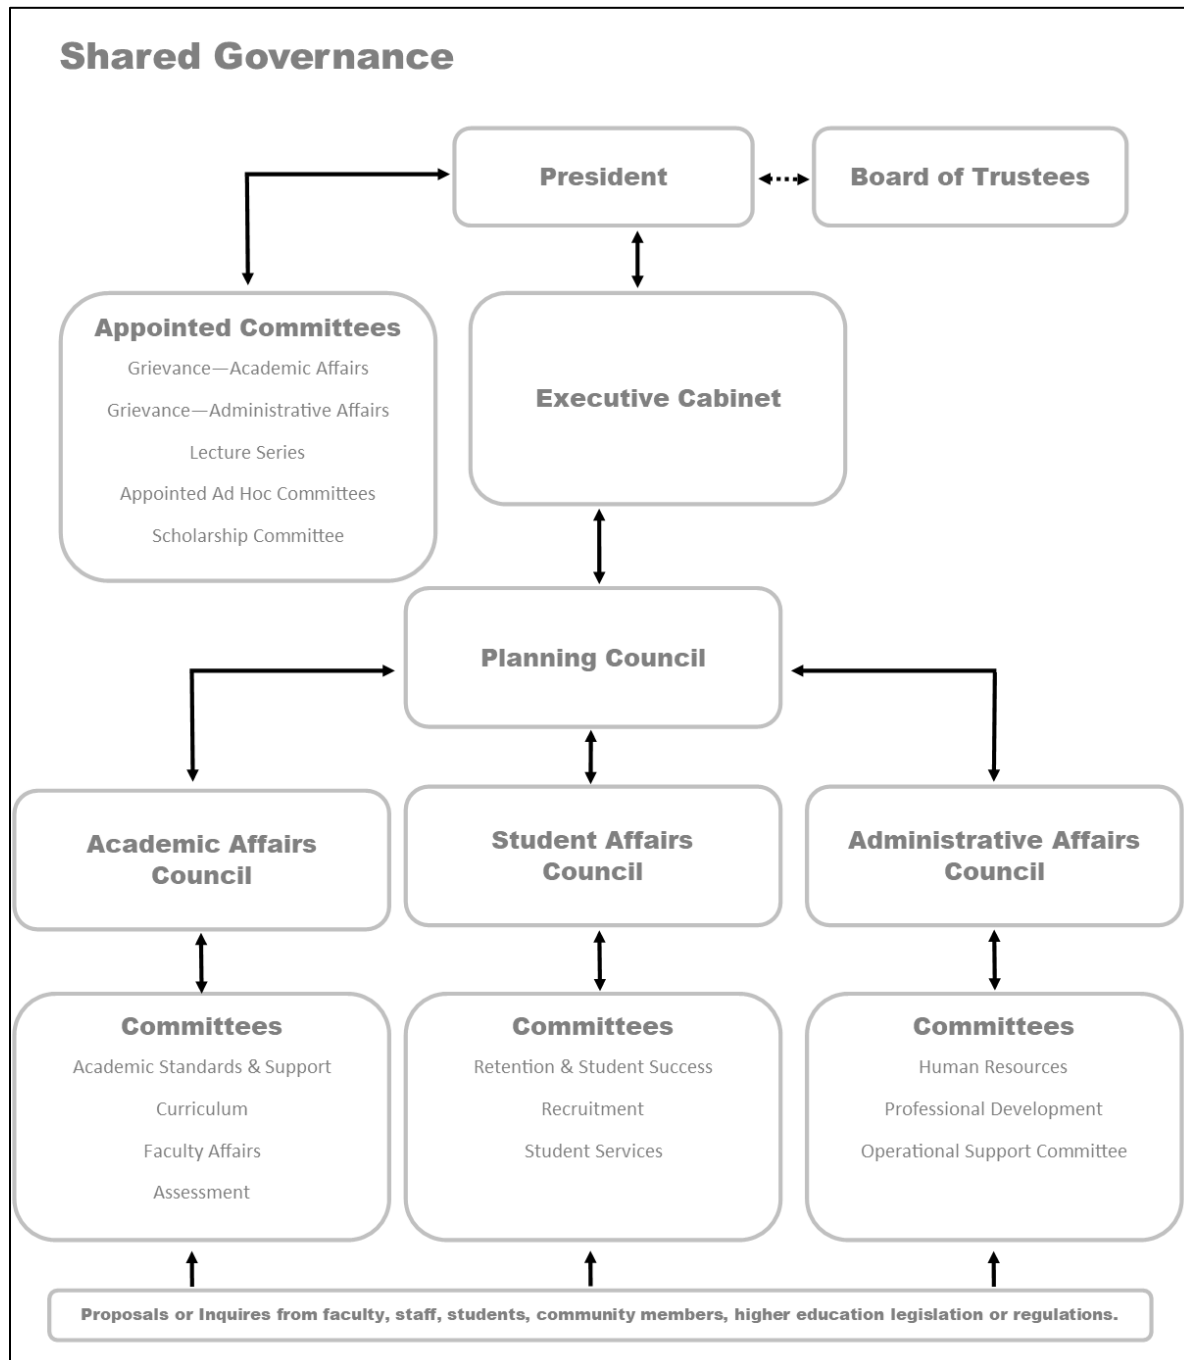 Shared Governance
President
Board of Trustees
Appointed Committees
Grievance—Academic Affairs
Grievance—Administrative Affairs
Lecture Series
Appointed Ad Hoc Committees
Scholarship Committee
Executive Cabinet
Planning Council
Academic Affairs
Council
Student Affairs
Council
Administrative Affairs
Council
Committees
Academic Standards & Support
Curriculum
Faculty Affairs
Assessment
Committees
Retention & Student Success
Recruitment
Student Services
Committees
Human Resources
Professional Development
Operational Support Committee
Proposals or Inquires from faculty, staff, students, community members, higher education legislation or regulations.